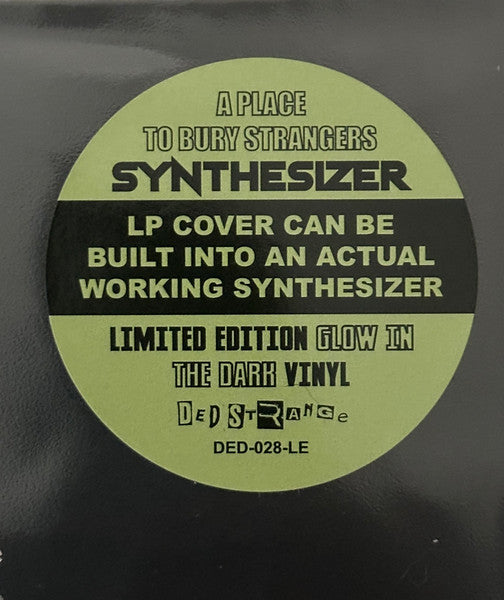 A PLACE
TO BURY STRANGERS
SYNTHESIZER
LP COVER CAN BE
BUILT INTO AN ACTUAL
WORKING SYNTHESIZER
LIMITED EDITION GLOW IN
THE DARK VINYL
DED STRANGe
DED-028-LE